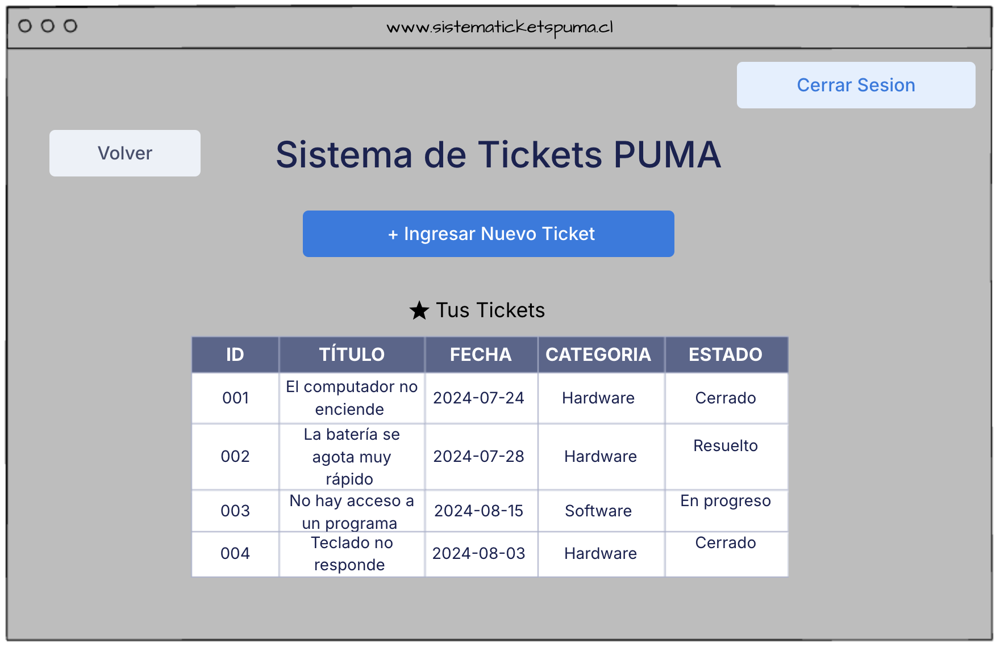 www.sistematicketspuma.cl
Cerrar Sesion
Volver
Sistema de Tickets PUMA
+ Ingresar Nuevo Ticket
★ Tus Tickets
ID TÍTULO FECHA CATEGORIA ESTADO
001 El computador no enciende 2024-07-24 Hardware Cerrado
002 La batería se agota muy rápido 2024-07-28 Hardware Resuelto
003 No hay acceso a un programa 2024-08-15 Software En progreso
004 Teclado no responde 2024-08-03 Hardware Cerrado